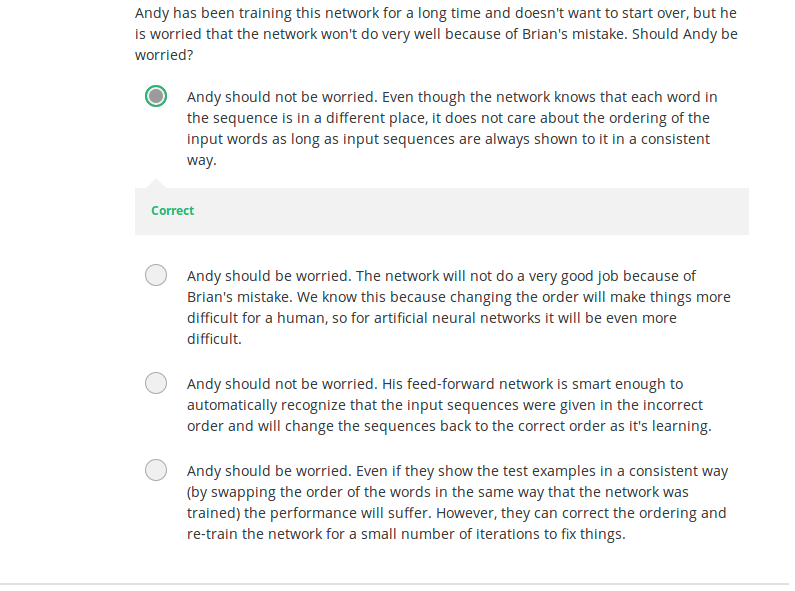 Andy has been training this network for a long time and doesn't want to start over, but he
is worried that the network won't do very well because of Brian's mistake. Should Andy be
worried?
Andy should not be worried. Even though the network knows that each word in
the sequence is in a different place, it does not care about the ordering of the
input words as long as input sequences are always shown to it in a consistent
way.
Correct
Andy should be worried. The network will not do a very good job because of
Brian's mistake. We know this because changing the order will make things more
difficult for a human, so for artificial neural networks it will be even more
difficult.
Andy should not be worried. His feed-forward network is smart enough to
automatically recognize that the input sequences were given in the incorrect
order and will change the sequences back to the correct order as it's learning.
Andy should be worried. Even if they show the test examples in a consistent way
(by swapping the order of the words in the same way that the network was
trained) the performance will suffer. However, they can correct the ordering and
re-train the network for a small number of iterations to fix things.